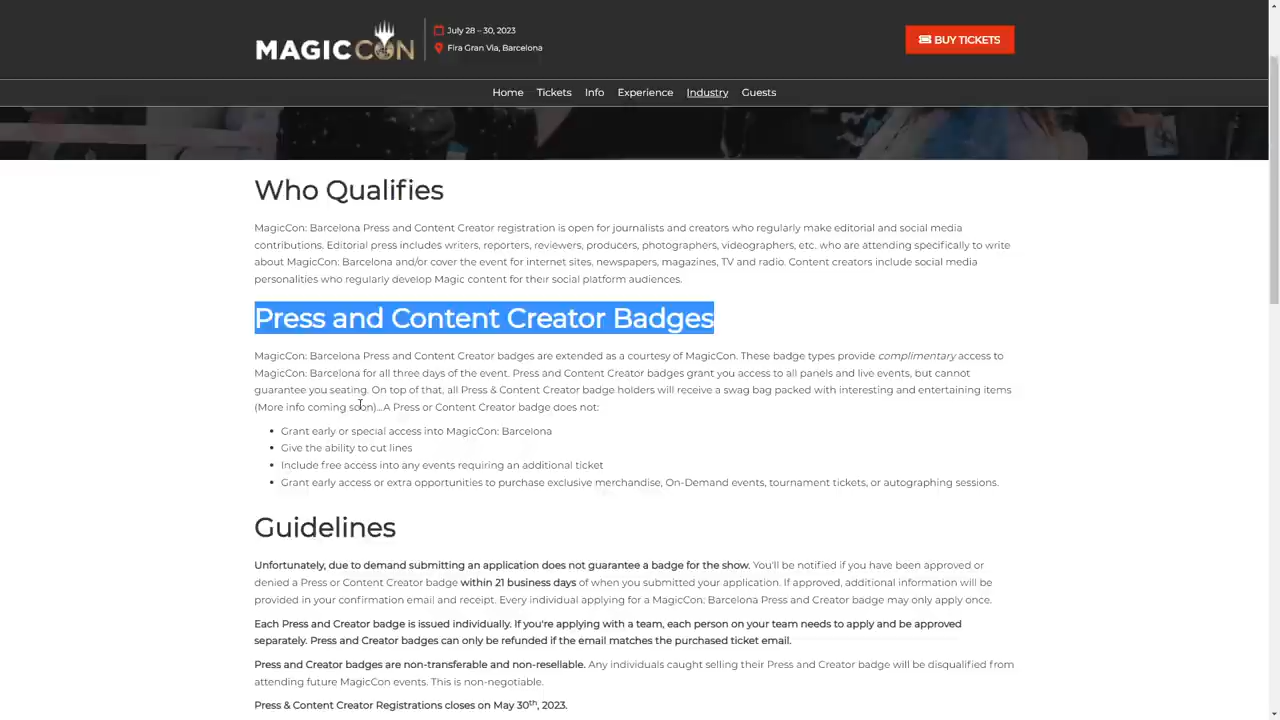 MAGICCON
July 28 – 30, 2023
Fira Gran Via, Barcelona
BUY TICKETS
Home Tickets Info Experience Industry Guests
Who Qualifies
MagicCon: Barcelona Press and Content Creator registration is open for journalists and creators who regularly make editorial and social media
contributions. Editorial press includes writers, reporters, reviewers, producers, photographers, videographers, etc. who are attending specifically to write
about MagicCon: Barcelona and/or cover the event for internet sites, newspapers, magazines, TV and radio. Content creators include social media
personalities who regularly develop Magic content for their social platform audiences.
Press and Content Creator Badges
MagicCon: Barcelona Press and Content Creator badges are extended as a courtesy of MagicCon. These badge types provide complimentary access to
MagicCon: Barcelona for all three days of the event. Press and Content Creator badges grant you access to all panels and live events, but cannot
guarantee you seating. On top of that, all Press & Content Creator badge holders will receive a swag bag packed with interesting and entertaining items
(More info coming soon)...A Press or Content Creator badge does not:
• Grant early or special access into MagicCon: Barcelona
• Give the ability to cut lines
• Include free access into any events requiring an additional ticket
• Grant early access or extra opportunities to purchase exclusive merchandise, On-Demand events, tournament tickets, or autographing sessions.
Guidelines
Unfortunately, due to demand submitting an application does not guarantee a badge for the show. You'll be notified if you have been approved or
denied a Press or Content Creator badge within 21 business days of when you submitted your application. If approved, additional information will be
provided in your confirmation email and receipt. Every individual applying for a MagicCon: Barcelona Press and Creator badge may only apply once.
Each Press and Creator badge is issued individually. If you're applying with a team, each person on your team needs to apply and be approved
separately. Press and Creator badges can only be refunded if the email matches the purchased ticket email.
Press and Creator badges are non-transferable and non-resellable. Any individuals caught selling their Press and Creator badge will be disqualified from
attending future MagicCon events. This is non-negotiable.
Press & Content Creator Registrations closes on May 30th, 2023.